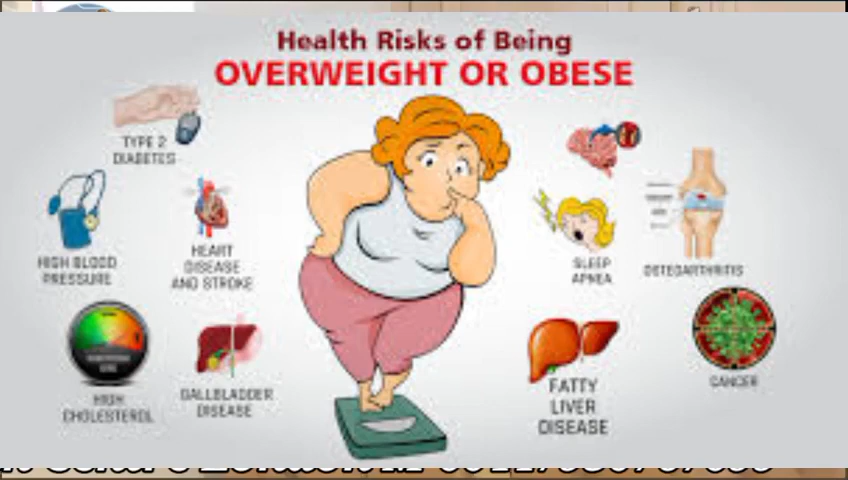 Health Risks of Being
OVERWEIGHT OR OBESE
TYPE 2
DIABETES
HIGH BLOOD
PRESSURE
HEART
DISEASE
AND STROKE
SLEEP
APNEA
OSTEOARTHRITIS
HIGH
CHOLESTEROL
GALLBLADDER
DISEASE
FATTY
LIVER
DISEASE
CANCER